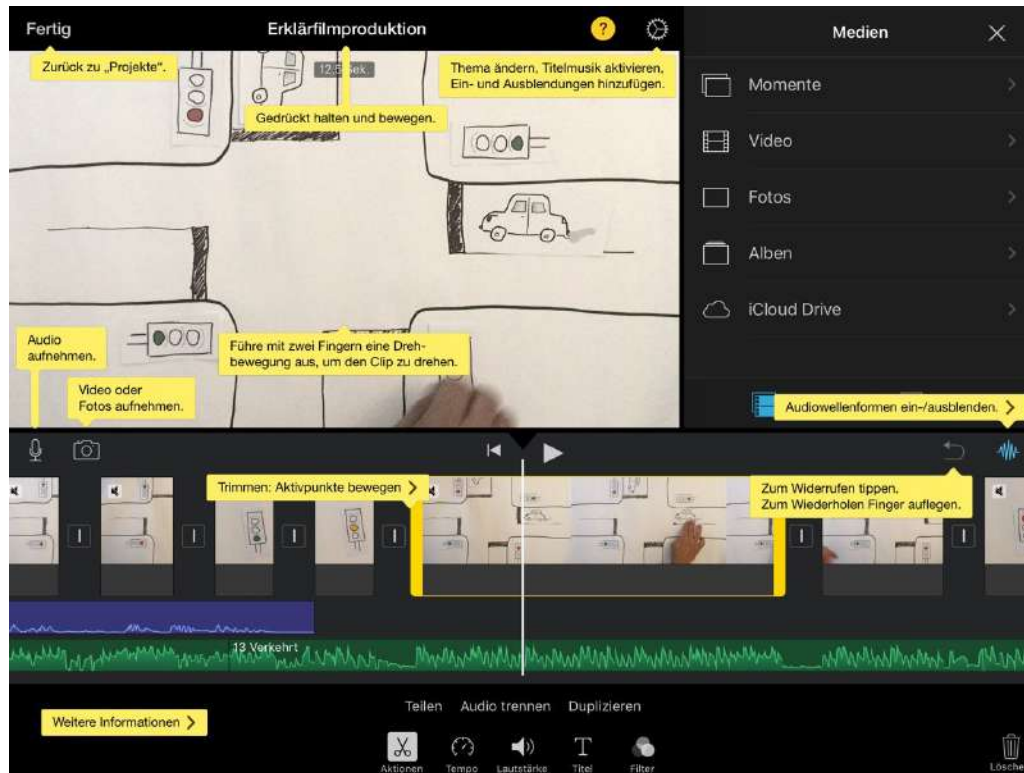 Fertig
Erklärfilmproduktion
?
Medien
Zurück zu „Projekte“.
12,5 Sek.
Thema ändern, Titelmusik aktivieren,
Ein- und Ausblendungen hinzufügen.
Gedrückt halten und bewegen.
Momente
Video
Fotos
Alben
iCloud Drive
Audio
aufnehmen.
Führe mit zwei Fingern eine Dreh-
bewegung aus, um den Clip zu drehen.
Video oder
Fotos aufnehmen.
Audiowellenformen ein-/ausblenden.
Trimmen: Aktivpunkte bewegen
Zum Widerrufen tippen.
Zum Wiederholen Finger auflegen.
13 Verkehrt
Weitere Informationen
Teilen Audio trennen Duplizieren
Aktionen Tempo Lautstärke Titel Filter
Lösche